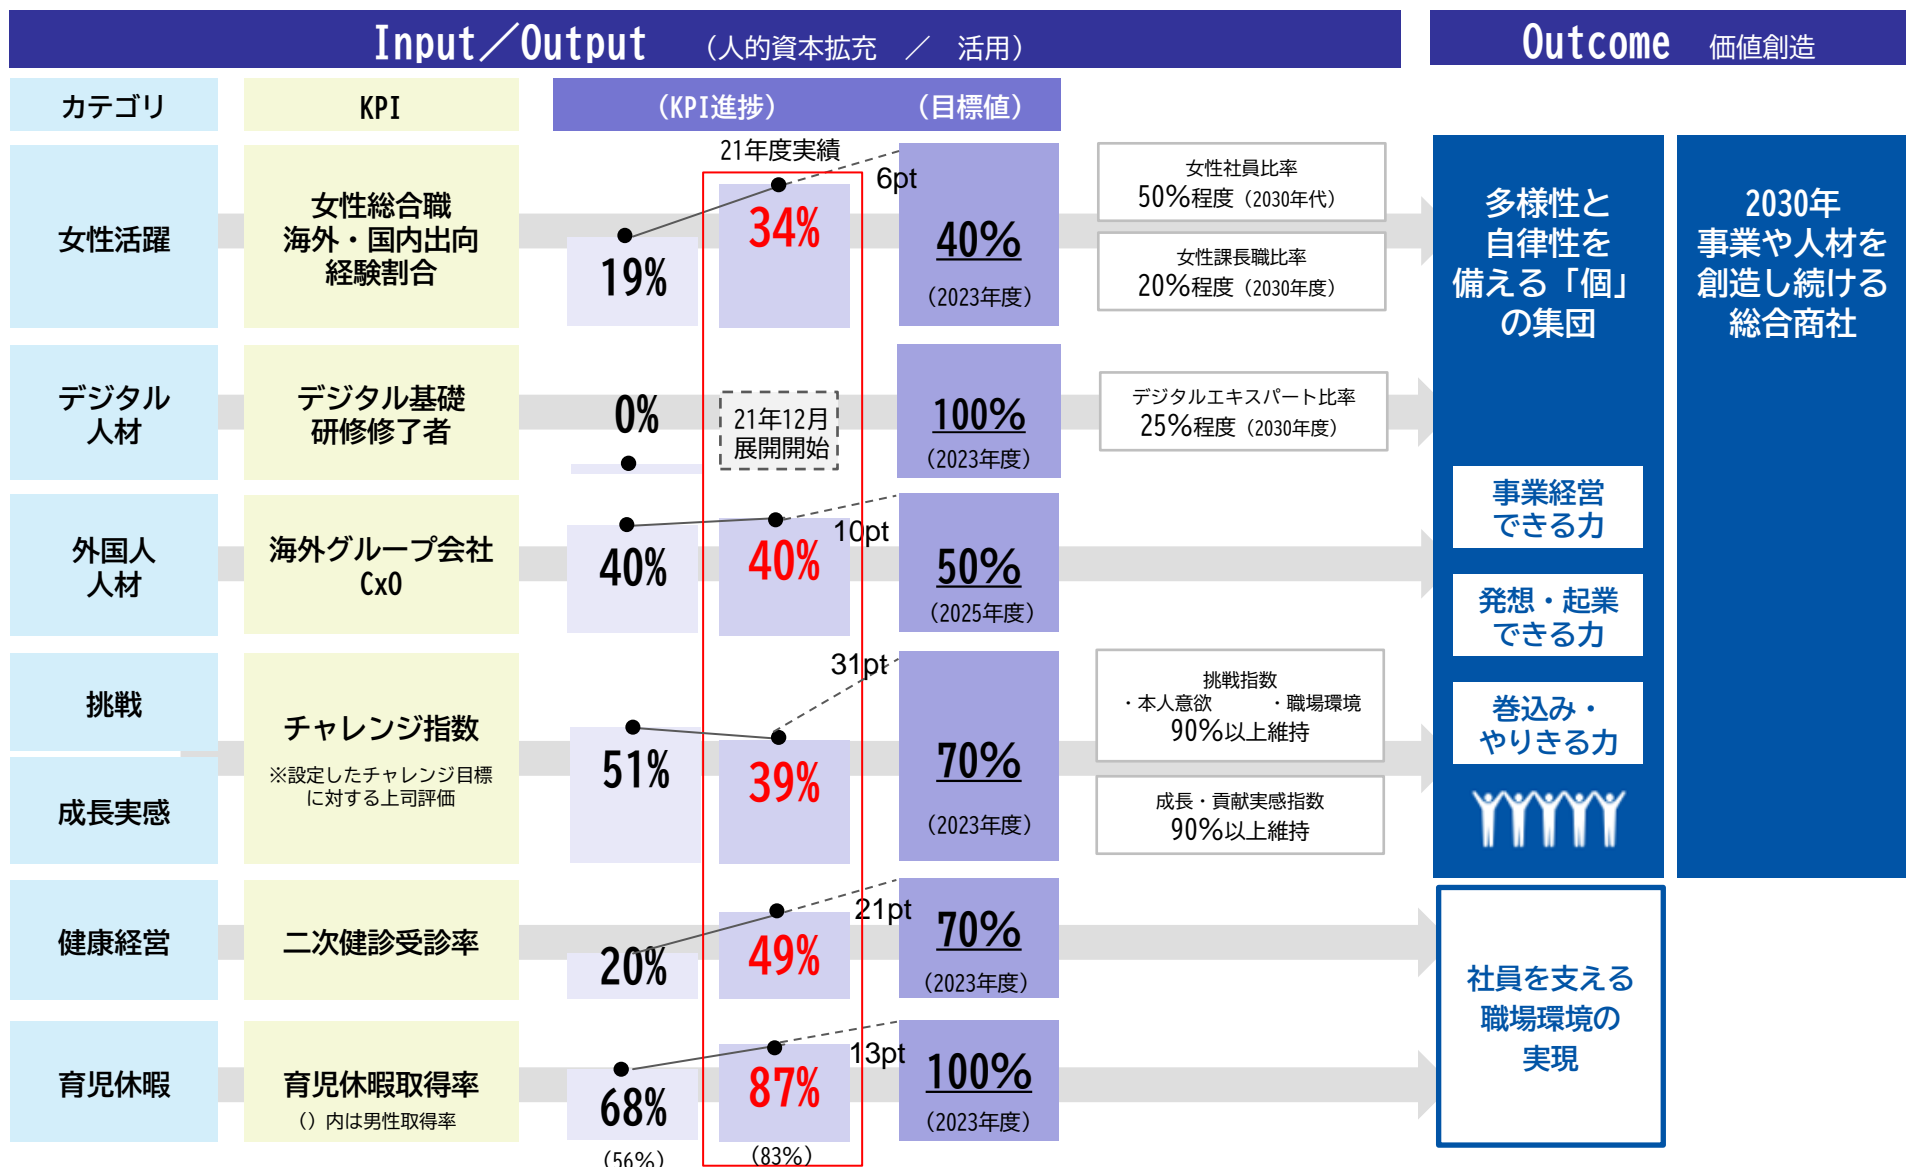 Input／Output （人的資本拡充 ／ 活用）
Outcome 価値創造
カテゴリ
KPI
（KPI進捗）
（目標値）
21年度実績
女性活躍
女性総合職
海外・国内出向
経験割合
19%
34%
6pt
40%
（2023年度）
女性社員比率
50%程度（2030年代）
女性課長職比率
20%程度（2030年度）
デジタル
人材
デジタル基礎
研修修了者
0%
21年12月
展開開始
100%
（2023年度）
デジタルエキスパート比率
25%程度（2030年度）
外国人
人材
海外グループ会社
CxO
40%
40%
10pt
50%
（2025年度）
挑戦
成長実感
チャレンジ指数
※設定したチャレンジ目標
に対する上司評価
51%
39%
31pt
70%
（2023年度）
挑戦指数
・本人意欲 ・職場環境
90%以上維持
成長・貢献実感指数
90%以上維持
健康経営
二次健診受診率
20%
49%
21pt
70%
（2023年度）
育児休暇
育児休暇取得率
（）内は男性取得率
68%
（56%）
87%
（83%）
13pt
100%
（2023年度）
多様性と
自律性を
備える「個」
の集団
事業経営
できる力
発想・起業
できる力
巻込み・
やりきる力
2030年
事業や人材を
創造し続ける
総合商社
社員を支える
職場環境の
実現